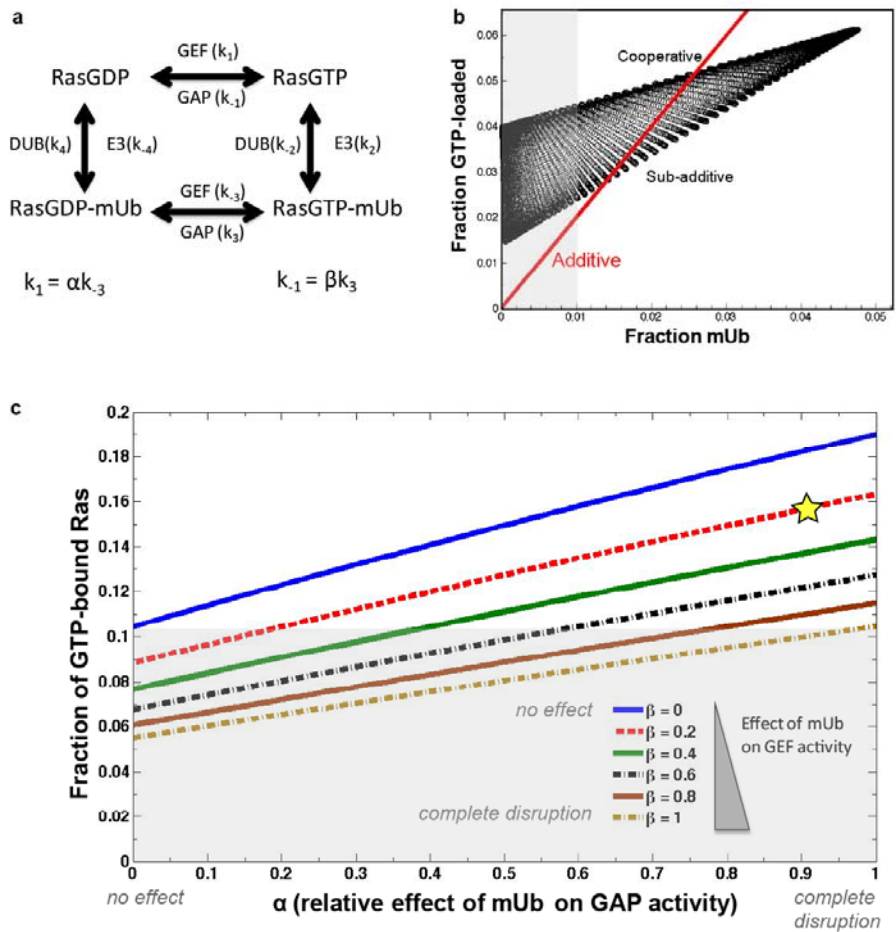 a
RasGDP
GEF (k₁)
GAP (k₋₁)
RasGTP
DUB(k₄)
E3(k₋₄)
DUB(k₋₂)
E3(k₂)
RasGDP-mUb
GEF (k₋₃)
GAP (k₃)
RasGTP-mUb
k₁ = αk₋₃
k₋₁ = βk₃
b
Fraction GTP-loaded
0.06
0.05
0.04
0.03
0.02
0.01
0
Cooperative
Sub-additive
Additive
0
0.01
0.02
0.03
0.04
0.05
Fraction mUb
c
Fraction of GTP-bound Ras
0.2
0.18
0.16
0.14
0.12
0.1
0.08
0.06
0.04
0.02
0
no effect
β = 0
β = 0.2
β = 0.4
β = 0.6
β = 0.8
complete disruption
β = 1
Effect of mUb
on GEF activity
0 0.1 0.2 0.3 0.4 0.5 0.6 0.7 0.8 0.9 1
no effect
α (relative effect of mUb on GAP activity)
complete
disruption